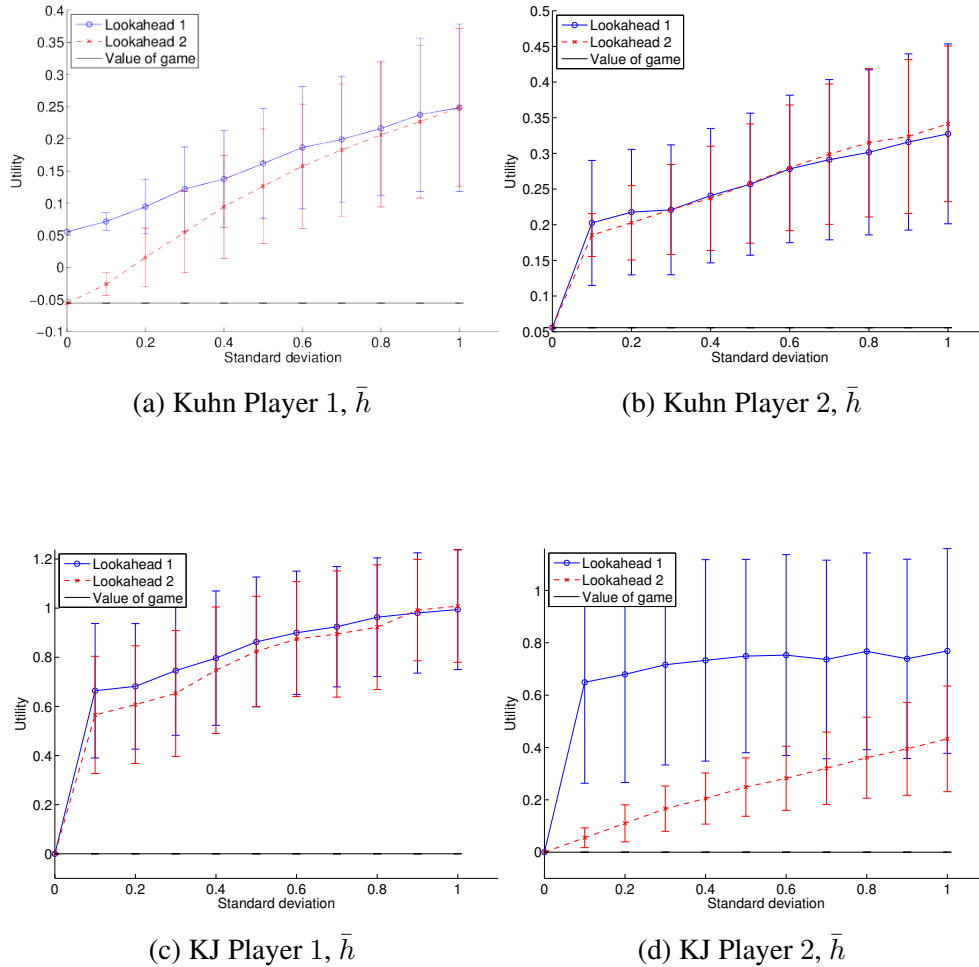 0.4
0.35
0.3
0.25
0.2
0.15
0.1
0.05
0
−0.05
−0.1
Utility
Lookahead 1
Lookahead 2
Value of game
0 0.2 0.4 0.6 0.8 1
Standard deviation
(a) Kuhn Player 1, h̄
0.5
0.45
0.4
0.35
0.3
0.25
0.2
0.15
0.1
0.05
Utility
Lookahead 1
Lookahead 2
Value of game
0 0.2 0.4 0.6 0.8 1
Standard deviation
(b) Kuhn Player 2, h̄
1.2
1
0.8
0.6
0.4
0.2
0
Utility
Lookahead 1
Lookahead 2
Value of game
0 0.2 0.4 0.6 0.8 1
Standard deviation
(c) KJ Player 1, h̄
1
0.8
0.6
0.4
0.2
0
Utility
Lookahead 1
Lookahead 2
Value of game
0 0.2 0.4 0.6 0.8 1
Standard deviation
(d) KJ Player 2, h̄